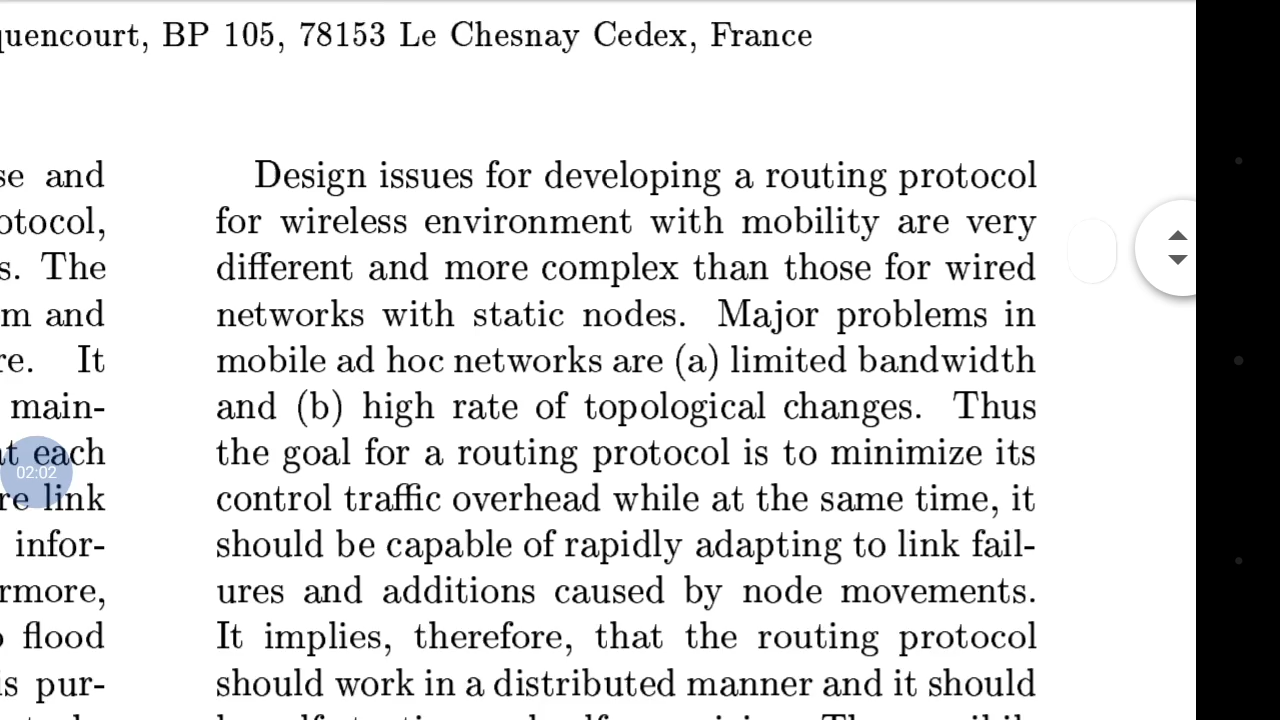 quencourt, BP 105, 78153 Le Chesnay Cedex, France
se and
otocol,
s. The
m and
re. It
main-
at each
re link
infor-
rmore,
flood
is pur-
02:02
Design issues for developing a routing protocol
for wireless environment with mobility are very
different and more complex than those for wired
networks with static nodes. Major problems in
mobile ad hoc networks are (a) limited bandwidth
and (b) high rate of topological changes. Thus
the goal for a routing protocol is to minimize its
control traffic overhead while at the same time, it
should be capable of rapidly adapting to link fail-
ures and additions caused by node movements.
It implies, therefore, that the routing protocol
should work in a distributed manner and it should